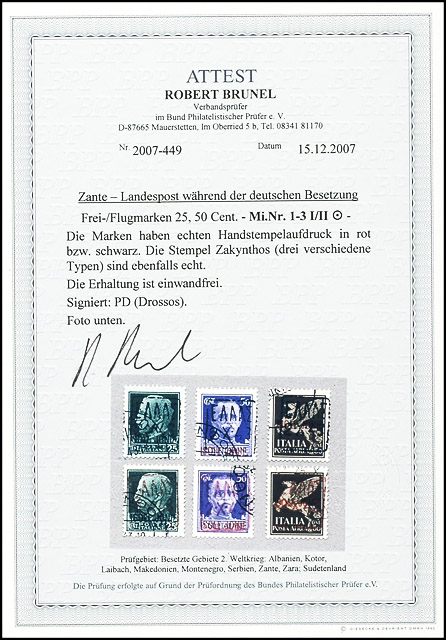 ATTEST
ROBERT BRUNEL
Verbandsprüfer
im Bund Philatelistischer Prüfer e. V.
D-87665 Mauerstetten, Im Oberried 5 b, Tel. 08341 81170
Nr. 2007-449 Datum 15.12.2007
Zante – Landespost während der deutschen Besetzung
Frei-/Flugmarken 25, 50 Cent. - Mi.Nr. 1-3 I/II ⊙ -
Die Marken haben echten Handstempelaufdruck in rot
bzw. schwarz. Die Stempel Zakynthos (drei verschiedene
Typen) sind ebenfalls echt.
Die Erhaltung ist einwandfrei.
Signiert: PD (Drossos).
Foto unten.
ITALIA
ITALIA
Prüfgebiet: Besetzte Gebiete 2. Weltkrieg: Albanien, Kotor,
Laibach, Makedonien, Montenegro, Serbien, Zante, Zara; Sudetenland
Die Prüfung erfolgte auf Grund der Prüfordnung des Bundes Philatelistischer Prüfer e.V.